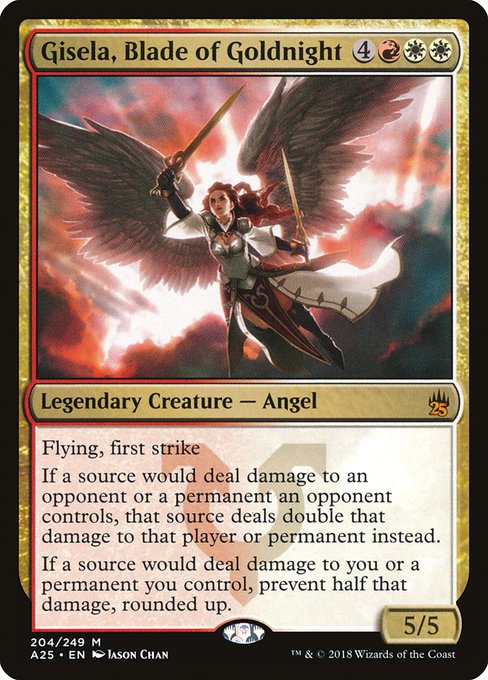 Gisela, Blade of Goldnight 4
Legendary Creature — Angel
25
Flying, first strike
If a source would deal damage to an
opponent or a permanent an opponent
controls, that source deals double that
damage to that player or permanent instead.
If a source would deal damage to you or a
permanent you control, prevent half that
damage, rounded up.
5/5
204/249 M
A25 • EN Jason Chan
™ & © 2018 Wizards of the Coast